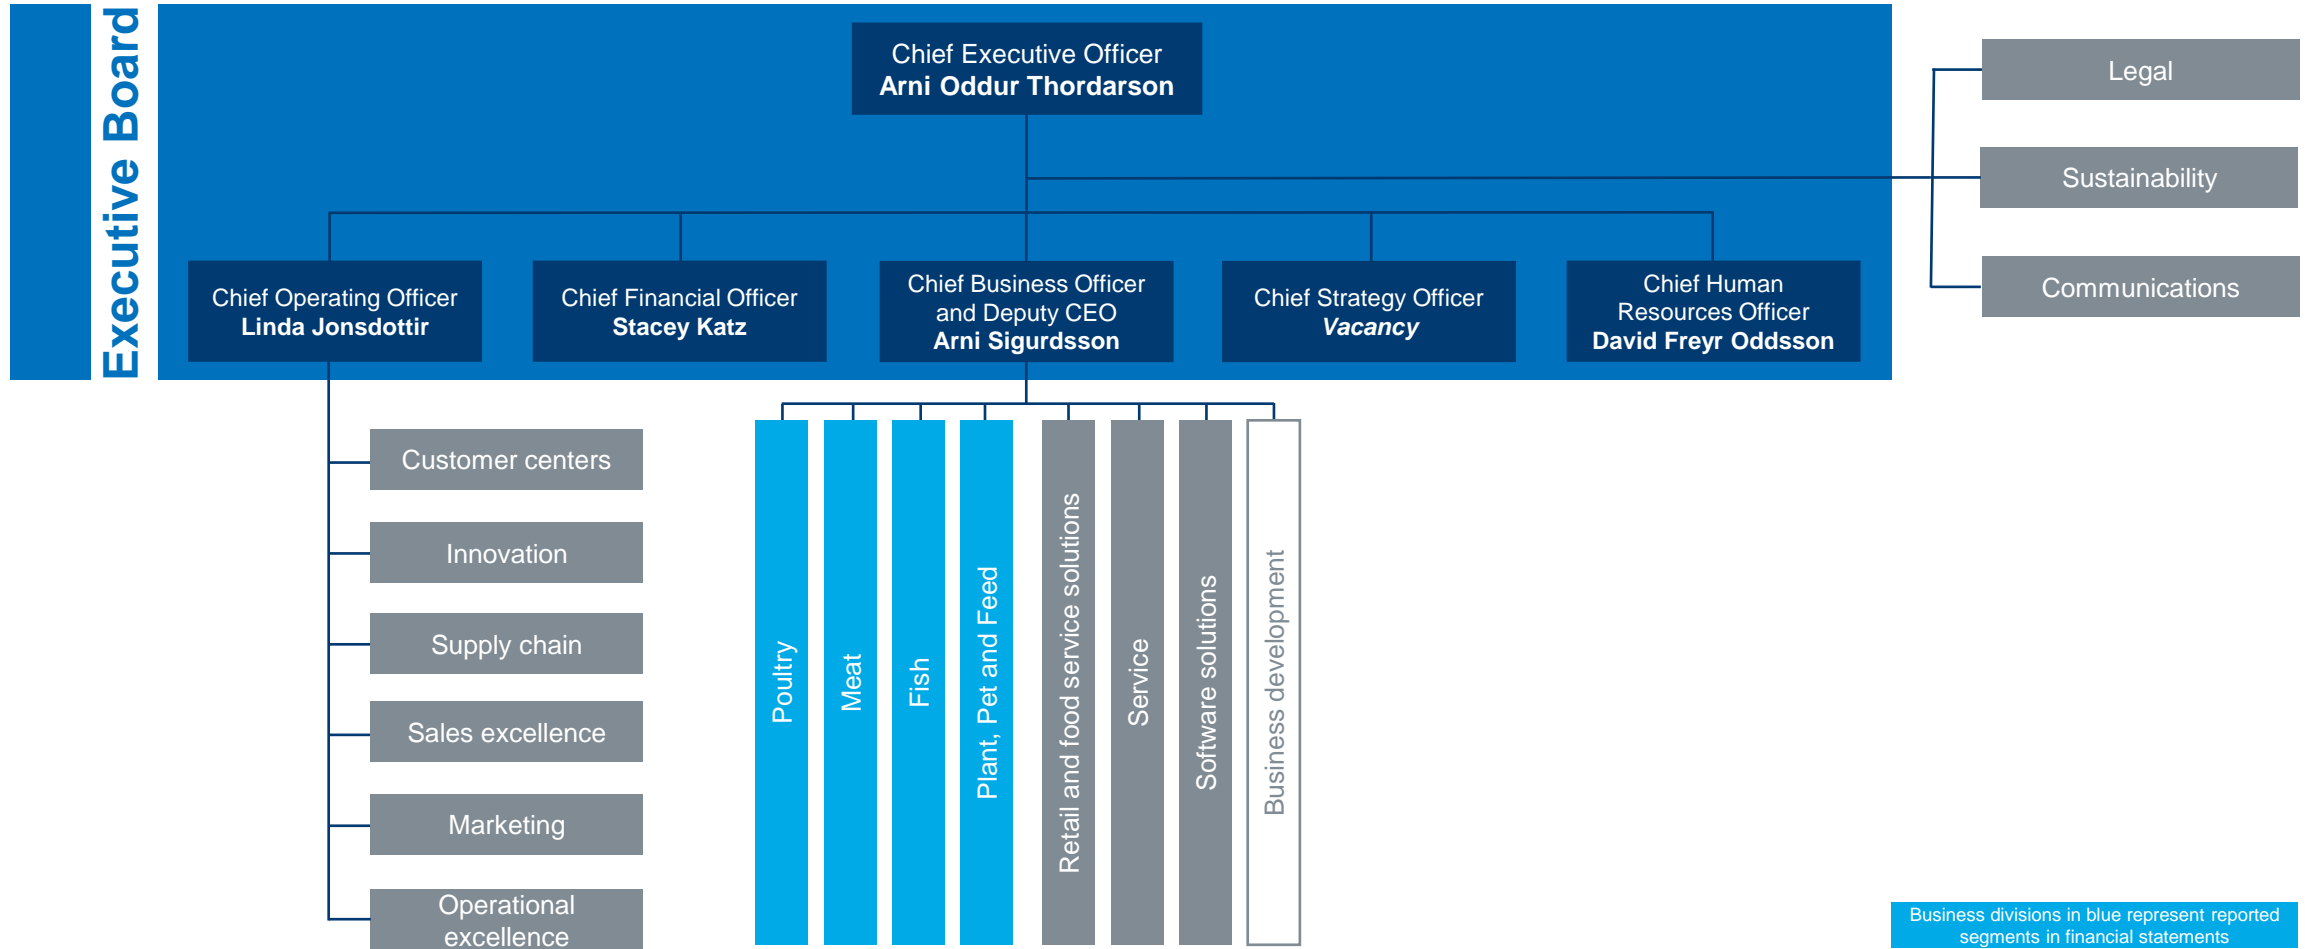 Executive Board
Chief Executive Officer
Arni Oddur Thordarson
Legal
Sustainability
Communications
Chief Operating Officer
Linda Jonsdottir
Chief Financial Officer
Stacey Katz
Chief Business Officer
and Deputy CEO
Arni Sigurdsson
Chief Strategy Officer
Vacancy
Chief Human
Resources Officer
David Freyr Oddsson
Customer centers
Innovation
Supply chain
Sales excellence
Marketing
Operational
excellence
Poultry
Meat
Fish
Plant, Pet and Feed
Retail and food service solutions
Service
Software solutions
Business development
Business divisions in blue represent reported
segments in financial statements